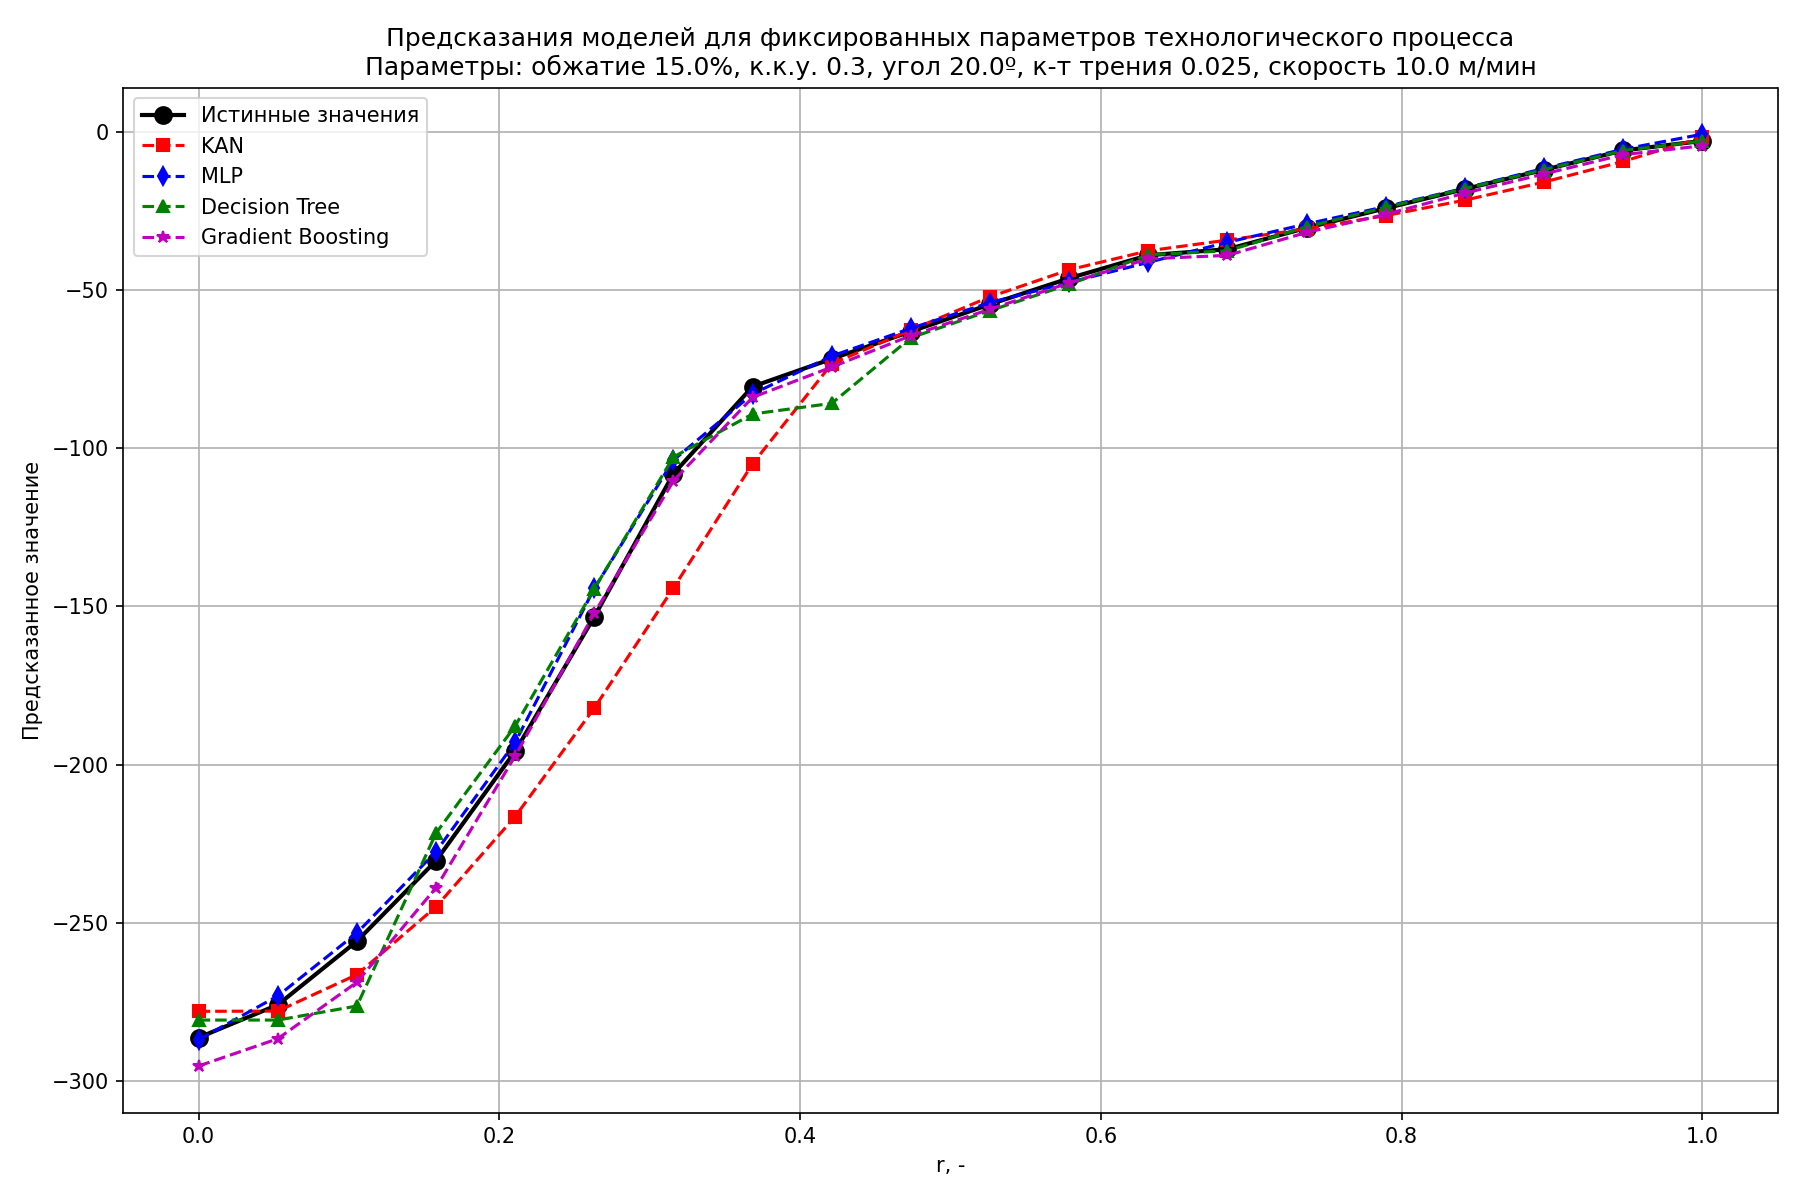 Предсказания моделей для фиксированных параметров технологического процесса
Параметры: обжатие 15.0%, к.к.у. 0.3, угол 20.0º, к-т трения 0.025, скорость 10.0 м/мин
Истинные значения
KAN
MLP
Decision Tree
Gradient Boosting
Предсказанное значение
0
−50
−100
−150
−200
−250
−300
0.0
0.2
0.4
0.6
0.8
1.0
r, -